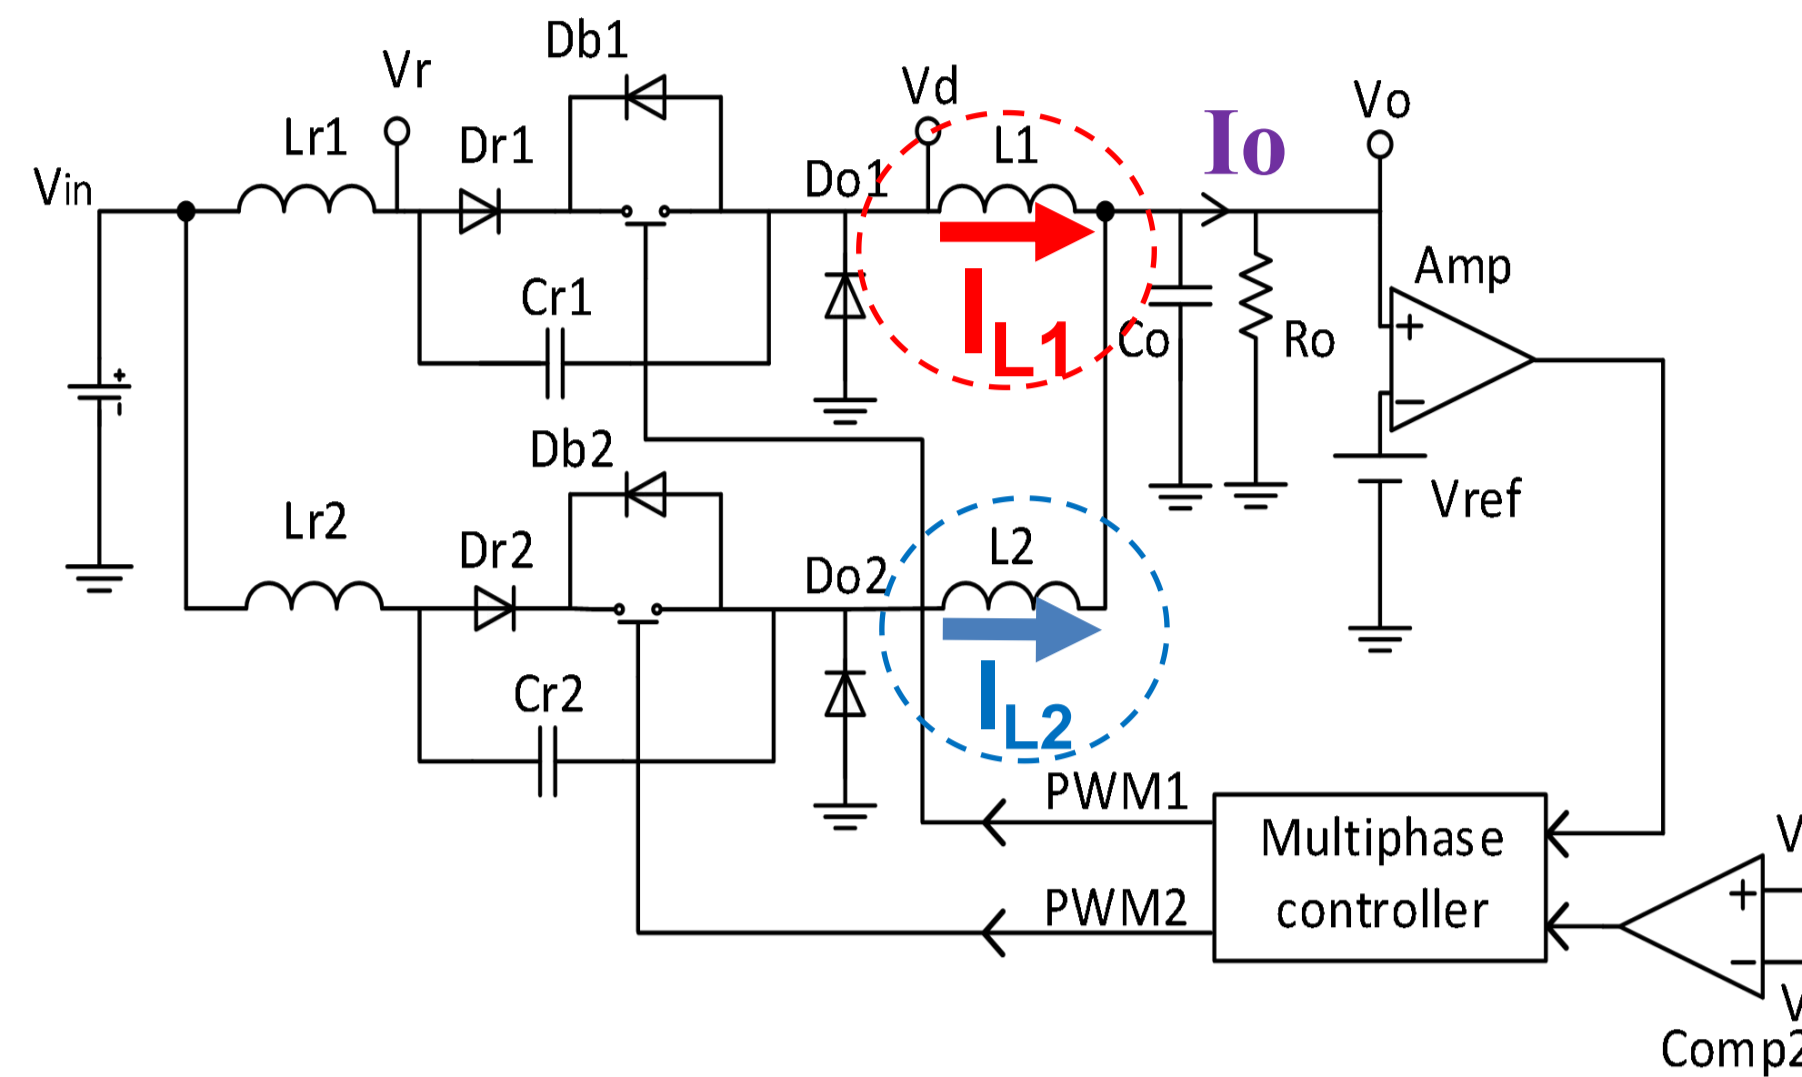 Db1
Vr
Vd
Vo
Io
Lr1
Dr1
L1
Vin
Do1
IL1
Amp
+
−
Cr1
Co
Ro
Db2
Vref
Lr2
Dr2
L2
Do2
IL2
Cr2
PWM1
Multiphase
controller
PWM2
+
−
Comp2